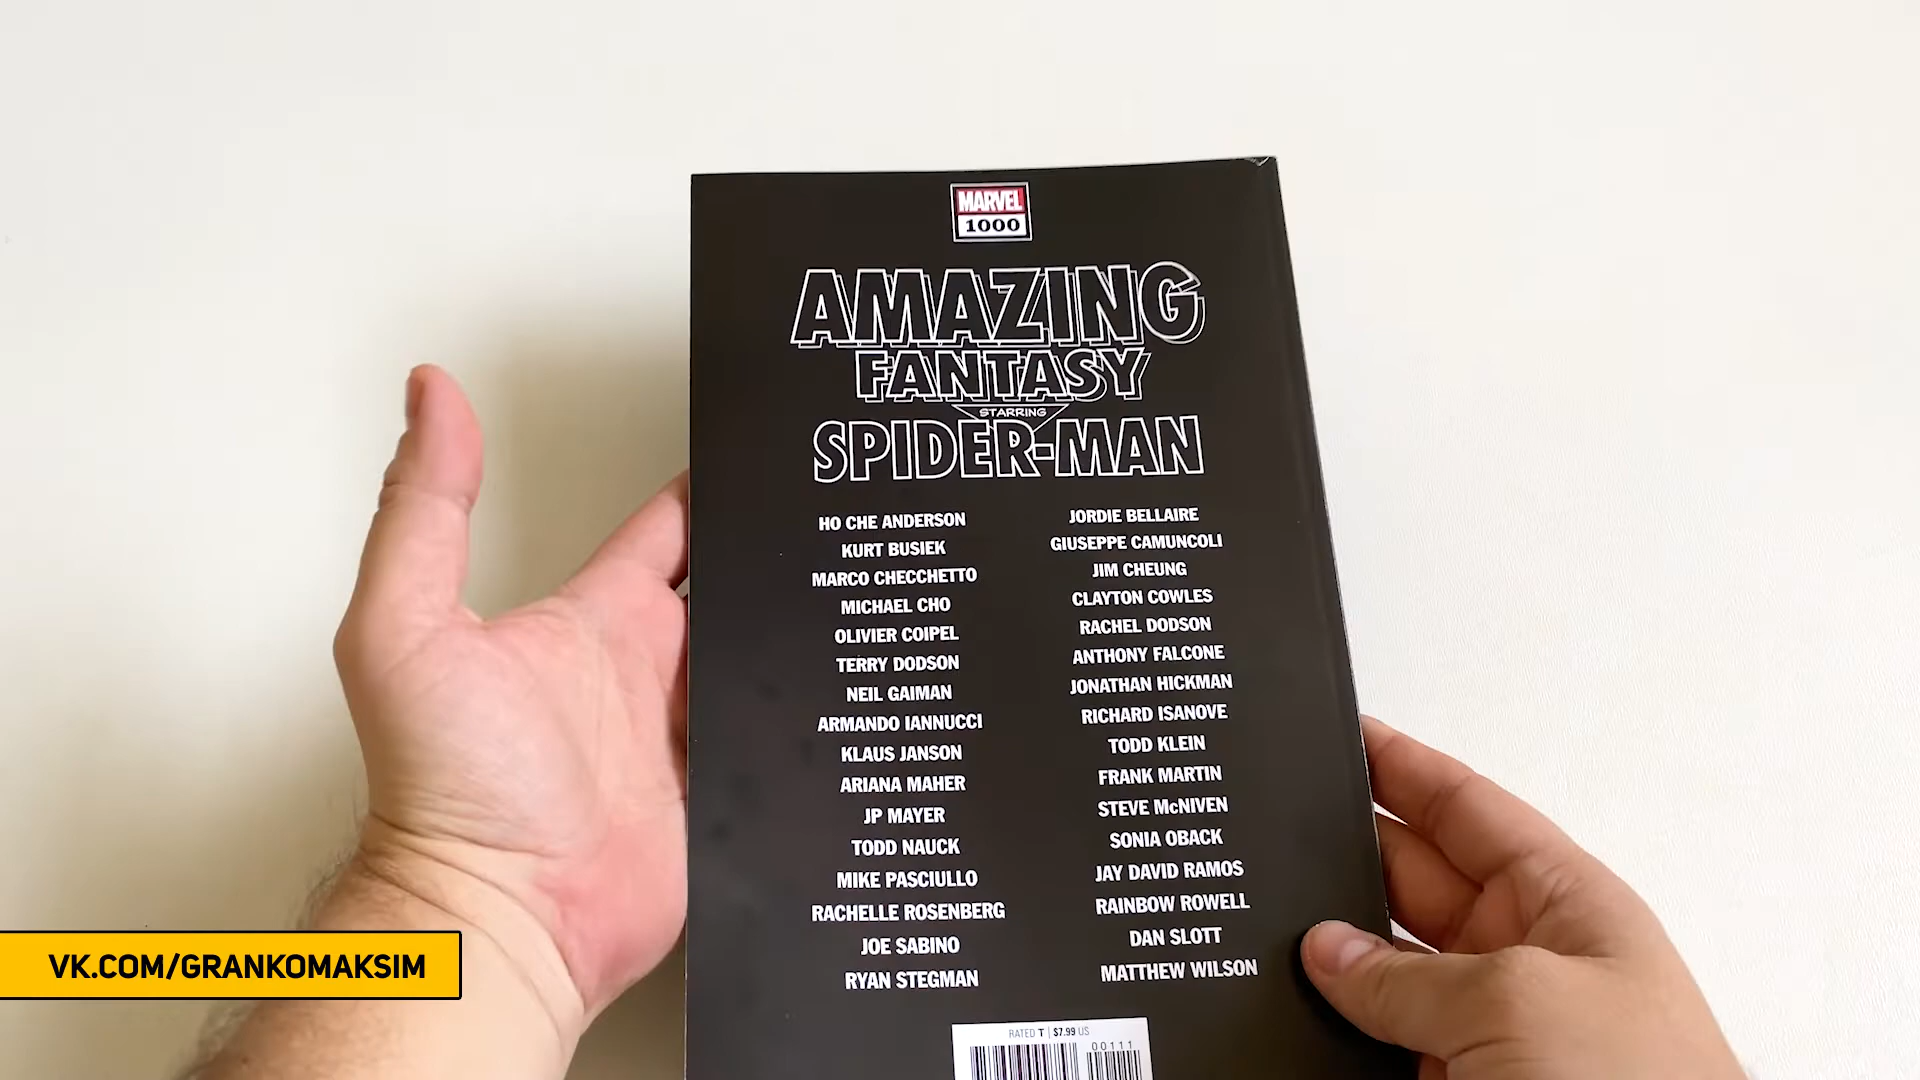 MARVEL
1000
AMAZING
FANTASY
STARRING
SPIDER-MAN
HO CHE ANDERSON
KURT BUSIEK
MARCO CHECCHETTO
MICHAEL CHO
OLIVIER COIPEL
TERRY DODSON
NEIL GAIMAN
ARMANDO IANNUCCI
KLAUS JANSON
ARIANA MAHER
JP MAYER
TODD NAUCK
MIKE PASCIULLO
RACHELLE ROSENBERG
JOE SABINO
RYAN STEGMAN
JORDIE BELLAIRE
GIUSEPPE CAMUNCOLI
JIM CHEUNG
CLAYTON COWLES
RACHEL DODSON
ANTHONY FALCONE
JONATHAN HICKMAN
RICHARD ISANOVE
TODD KLEIN
FRANK MARTIN
STEVE McNIVEN
SONIA OBACK
JAY DAVID RAMOS
RAINBOW ROWELL
DAN SLOTT
MATTHEW WILSON
RATED T | $7.99 US
00111
VK.COM/GRANKOMAKSIM